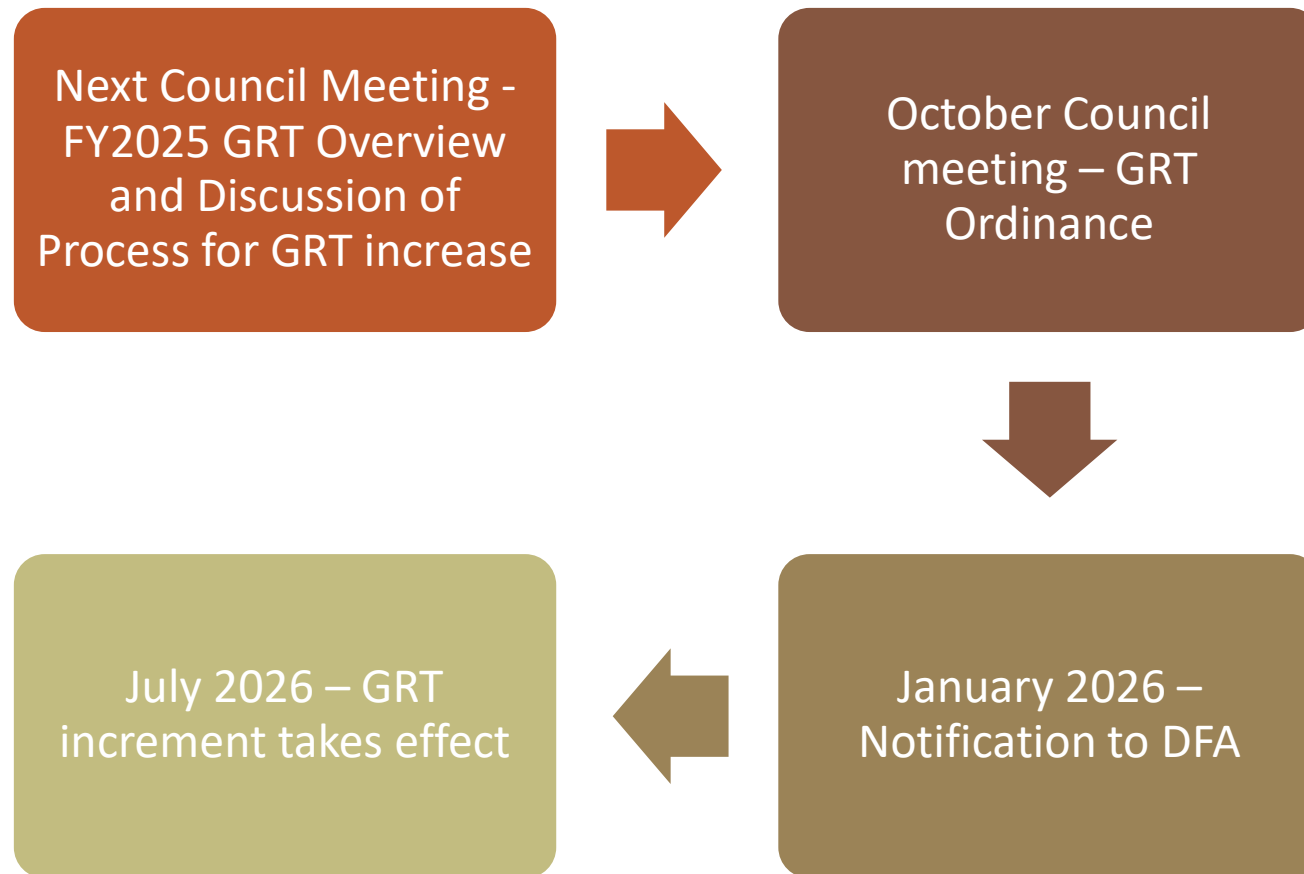 Next Council Meeting -
FY2025 GRT Overview
and Discussion of
Process for GRT increase
October Council
meeting – GRT
Ordinance
January 2026 –
Notification to DFA
July 2026 – GRT
increment takes effect